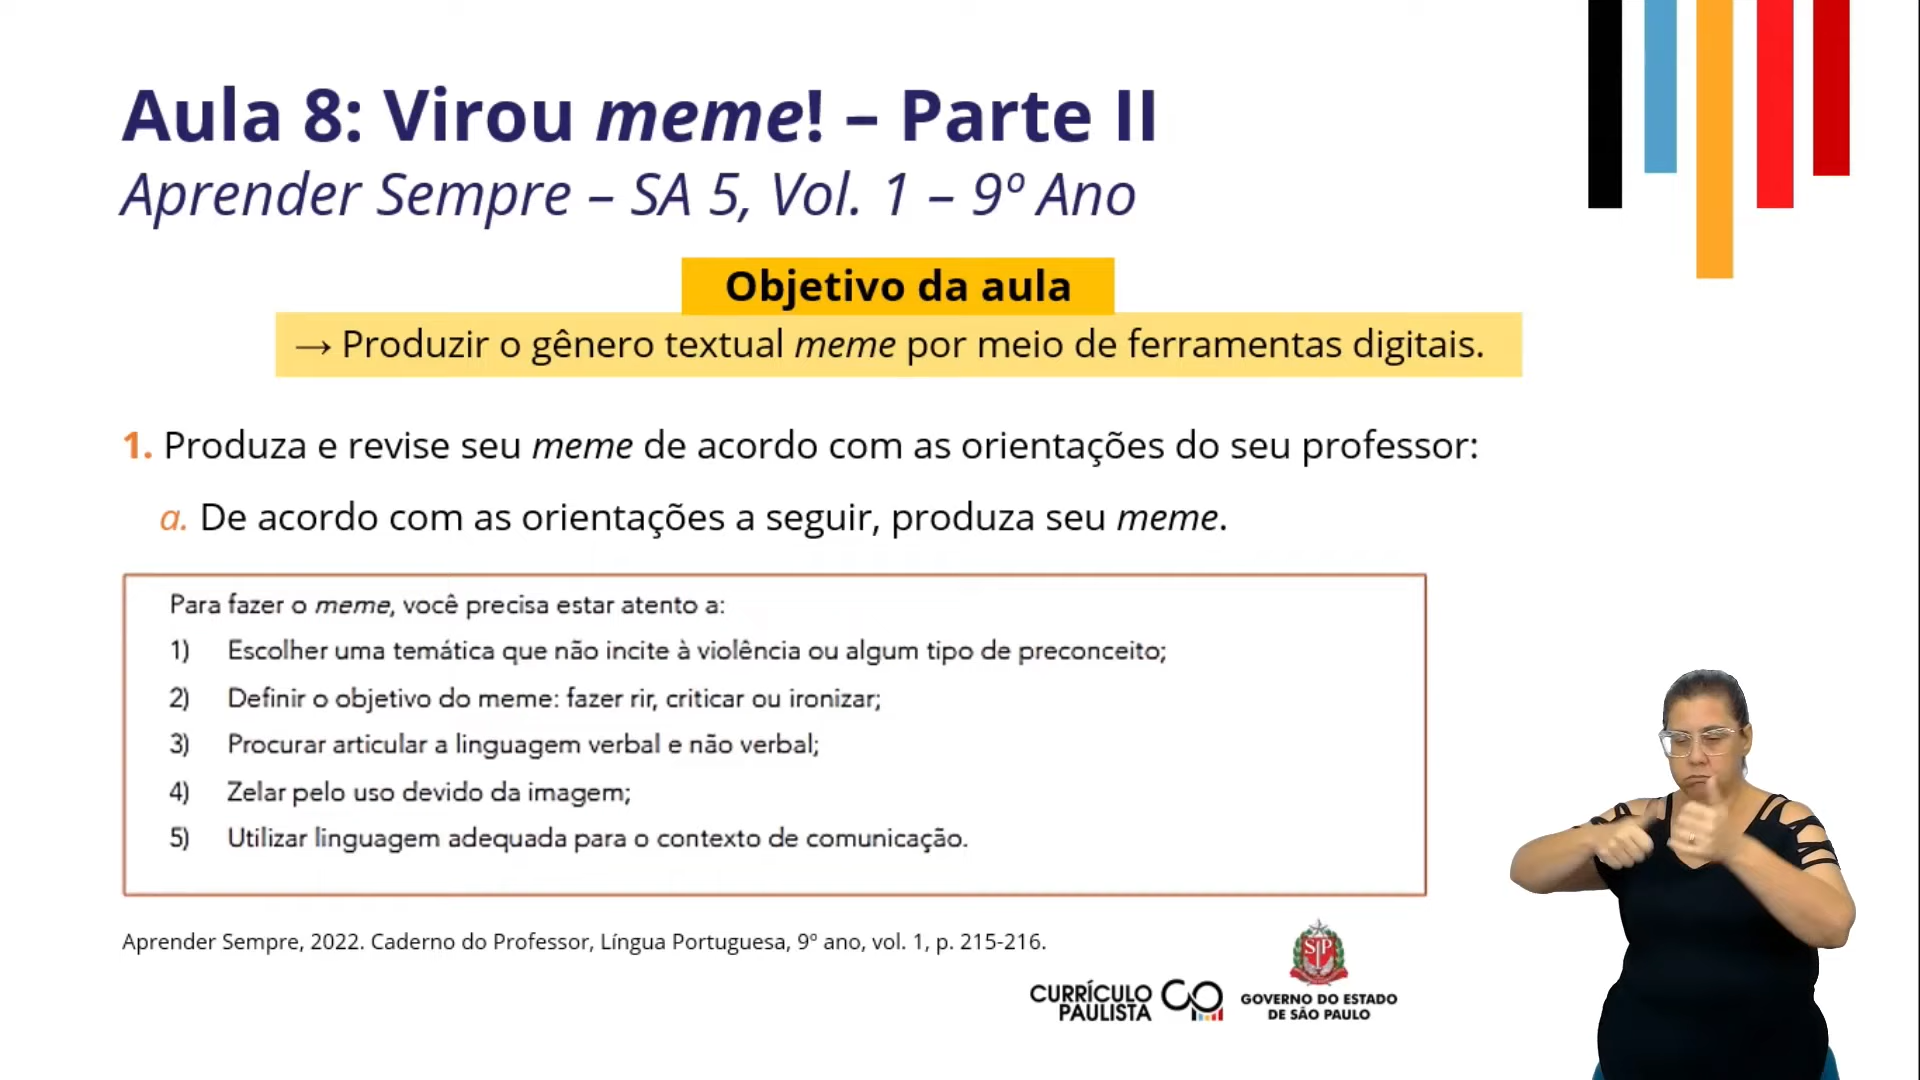 Aula 8: Virou meme! – Parte II
Aprender Sempre – SA 5, Vol. 1 – 9º Ano
Objetivo da aula
→ Produzir o gênero textual meme por meio de ferramentas digitais.
1. Produza e revise seu meme de acordo com as orientações do seu professor:
a. De acordo com as orientações a seguir, produza seu meme.
Para fazer o meme, você precisa estar atento a:
1) Escolher uma temática que não incite à violência ou algum tipo de preconceito;
2) Definir o objetivo do meme: fazer rir, criticar ou ironizar;
3) Procurar articular a linguagem verbal e não verbal;
4) Zelar pelo uso devido da imagem;
5) Utilizar linguagem adequada para o contexto de comunicação.
Aprender Sempre, 2022. Caderno do Professor, Língua Portuguesa, 9º ano, vol. 1, p. 215-216.
CURRÍCULO
PAULISTA
SP
GOVERNO DO ESTADO
DE SÃO PAULO